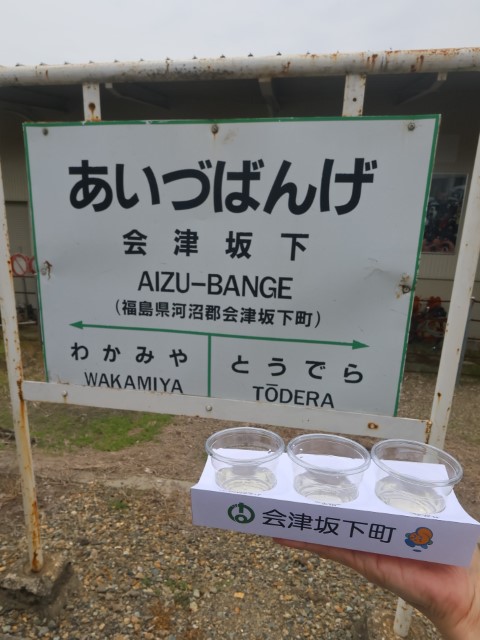 あいづばんげ
会津坂下
AIZU-BANGE
(福島県河沼郡会津坂下町)
わかみや とうでら
WAKAMIYA TŌDERA
会津坂下町